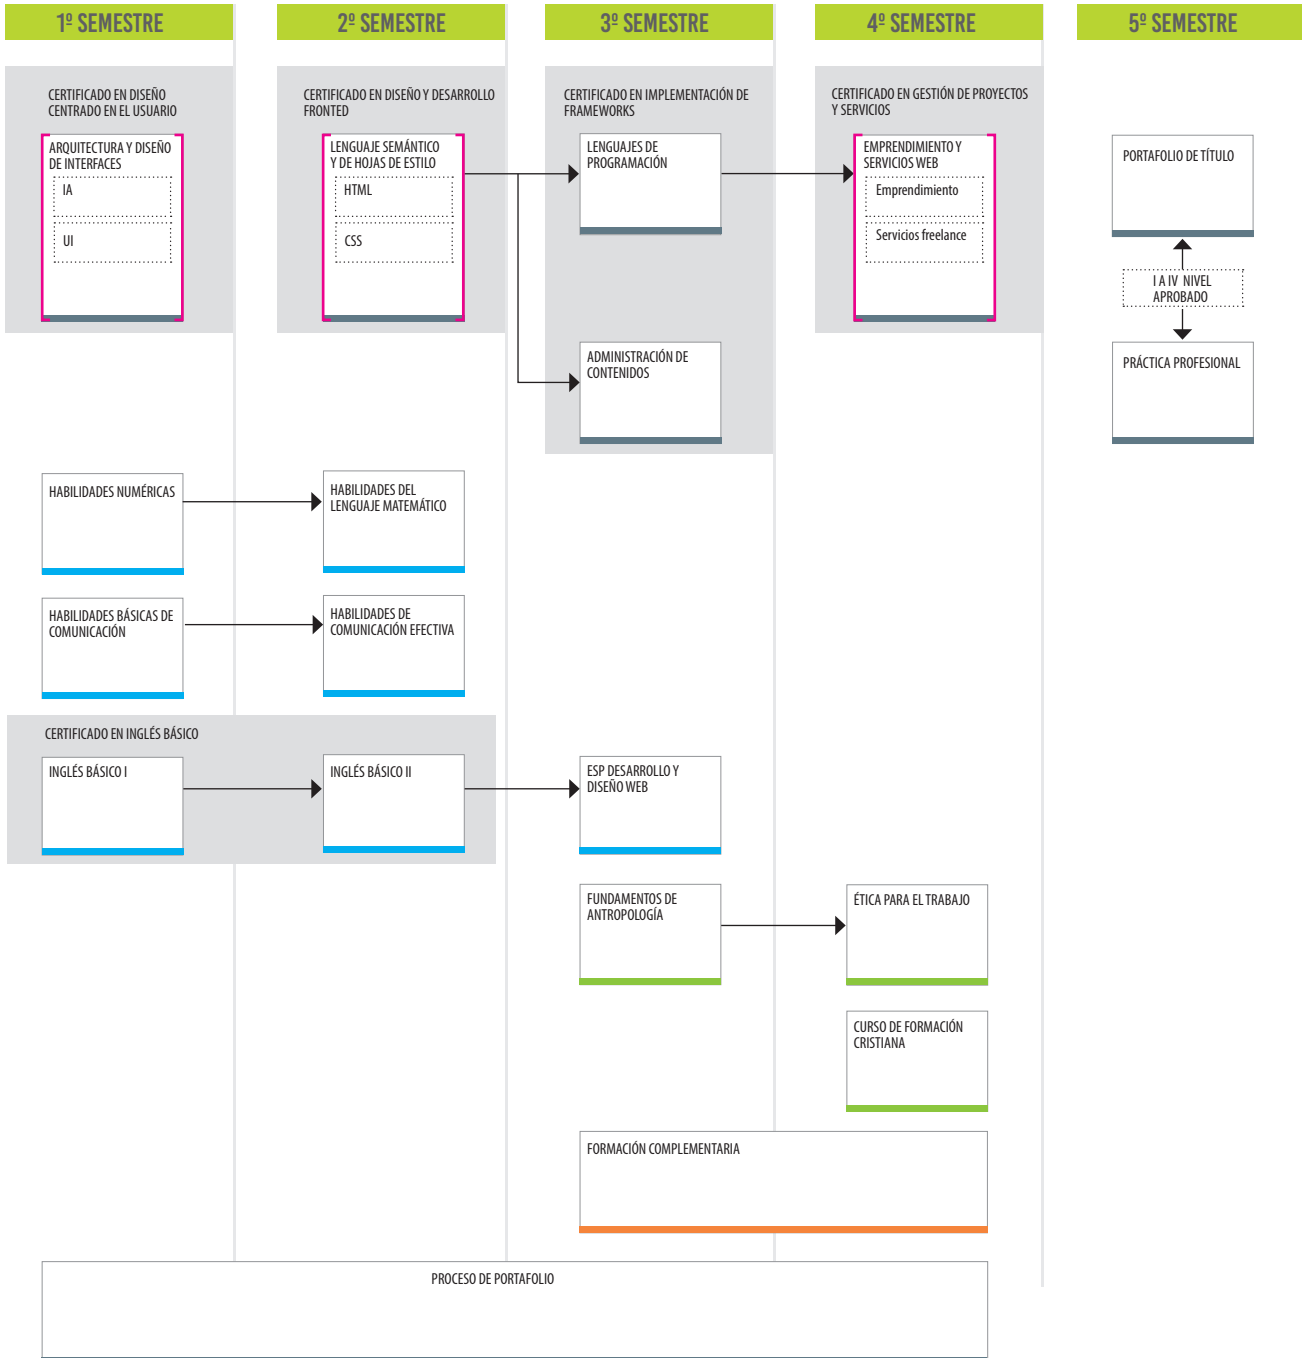 1º SEMESTRE
2º SEMESTRE
3º SEMESTRE
4º SEMESTRE
5º SEMESTRE
CERTIFICADO EN DISEÑO
CENTRADO EN EL USUARIO
ARQUITECTURA Y DISEÑO
DE INTERFACES
IA
UI
CERTIFICADO EN DISEÑO Y DESARROLLO
FRONTED
LENGUAJE SEMÁNTICO
Y DE HOJAS DE ESTILO
HTML
CSS
CERTIFICADO EN IMPLEMENTACIÓN DE
FRAMEWORKS
LENGUAJES DE
PROGRAMACIÓN
ADMINISTRACIÓN DE
CONTENIDOS
CERTIFICADO EN GESTIÓN DE PROYECTOS
Y SERVICIOS
EMPRENDIMIENTO Y
SERVICIOS WEB
Emprendimiento
Servicios freelance
PORTAFOLIO DE TÍTULO
I A IV NIVEL
APROBADO
PRÁCTICA PROFESIONAL
HABILIDADES NUMÉRICAS
HABILIDADES DEL
LENGUAJE MATEMÁTICO
HABILIDADES BÁSICAS DE
COMUNICACIÓN
HABILIDADES DE
COMUNICACIÓN EFECTIVA
CERTIFICADO EN INGLÉS BÁSICO
INGLÉS BÁSICO I
INGLÉS BÁSICO II
ESP DESARROLLO Y
DISEÑO WEB
FUNDAMENTOS DE
ANTROPOLOGÍA
ÉTICA PARA EL TRABAJO
CURSO DE FORMACIÓN
CRISTIANA
FORMACIÓN COMPLEMENTARIA
PROCESO DE PORTAFOLIO